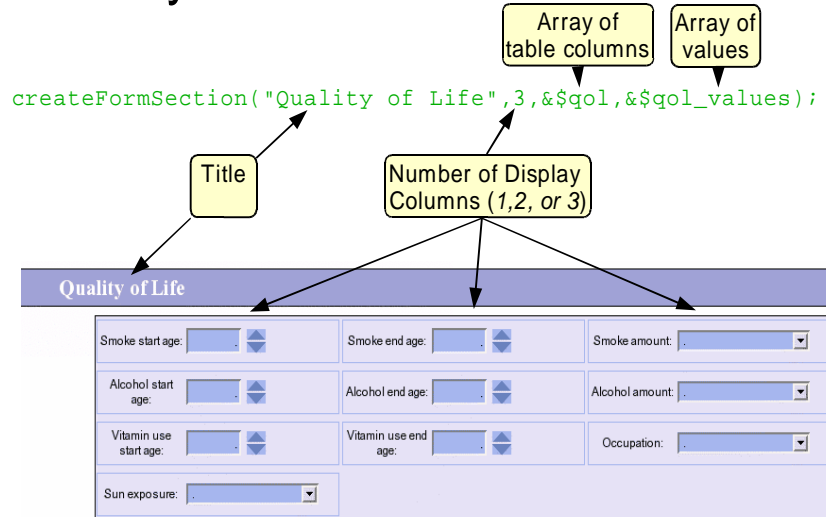 Array of
table columns
Array of
values
createFormSection("Quality of Life",3,&$qol,&$qol_values);
Title
Number of Display
Columns (1,2, or 3)
Quality of Life
Smoke start age: .
Smoke end age: .
Smoke amount: .
Alcohol start
age: .
Alcohol end age: .
Alcohol amount: .
Vitamin use
start age: .
Vitamin use end
age: .
Occupation: .
Sun exposure: .